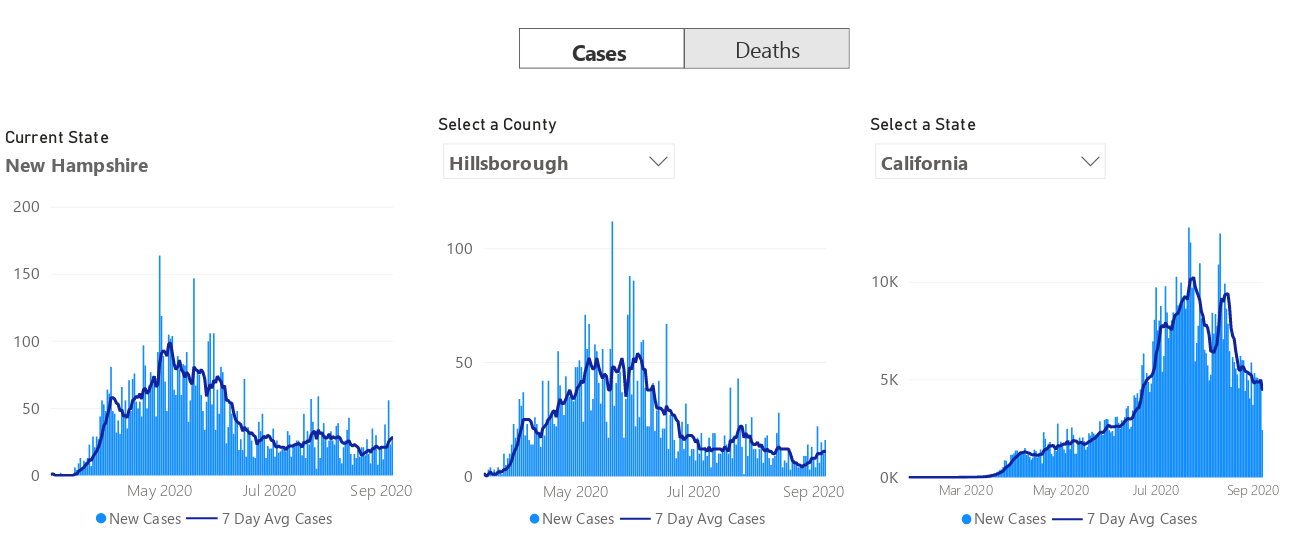 Cases
Deaths
Current State
New Hampshire
200
150
100
50
0
May 2020
Jul 2020
Sep 2020
New Cases
7 Day Avg Cases
Select a County
Hillsborough
100
50
0
May 2020
Jul 2020
Sep 2020
New Cases
7 Day Avg Cases
Select a State
California
10K
5K
0K
Mar 2020
May 2020
Jul 2020
Sep 2020
New Cases
7 Day Avg Cases